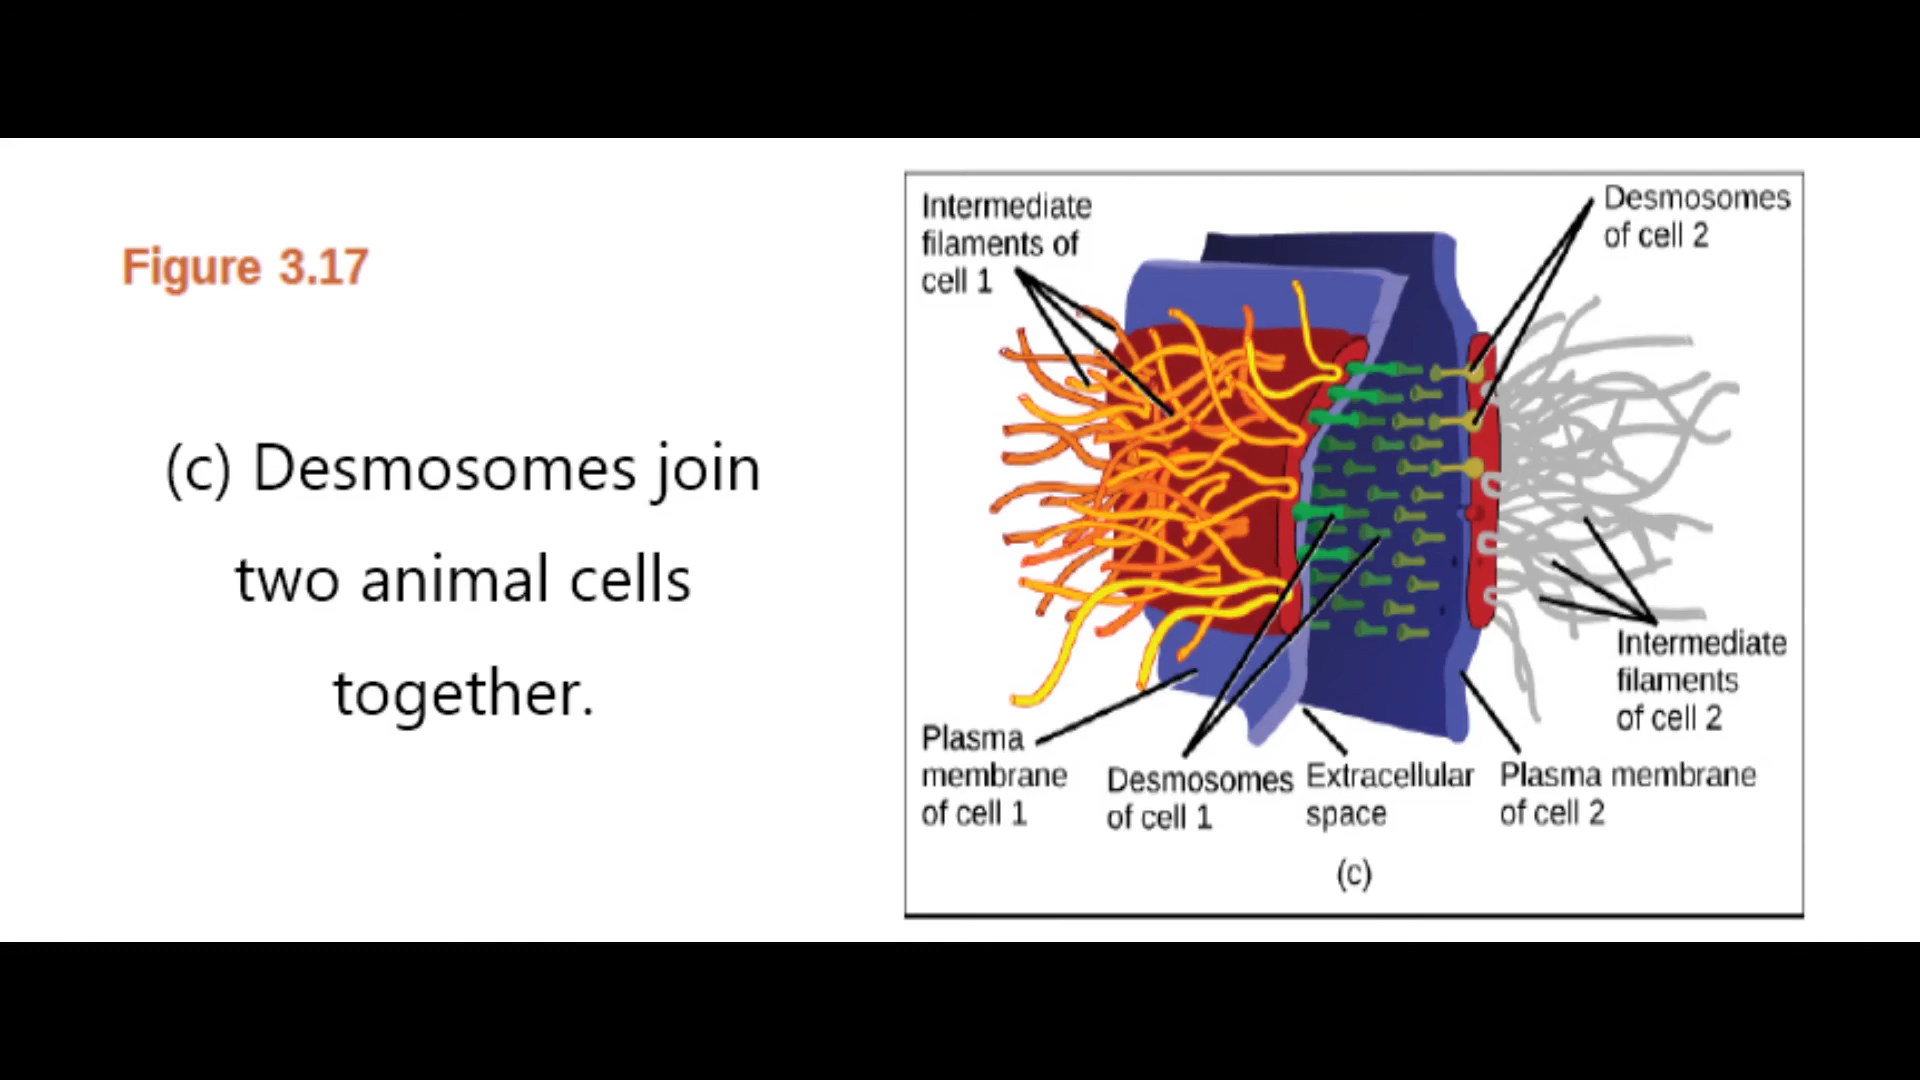 Figure 3.17
(c) Desmosomes join
two animal cells
together.
Intermediate
filaments of
cell 1
Desmosomes
of cell 2
Intermediate
filaments
of cell 2
Plasma
membrane
of cell 1
Desmosomes
of cell 1
Extracellular
space
Plasma membrane
of cell 2
(c)